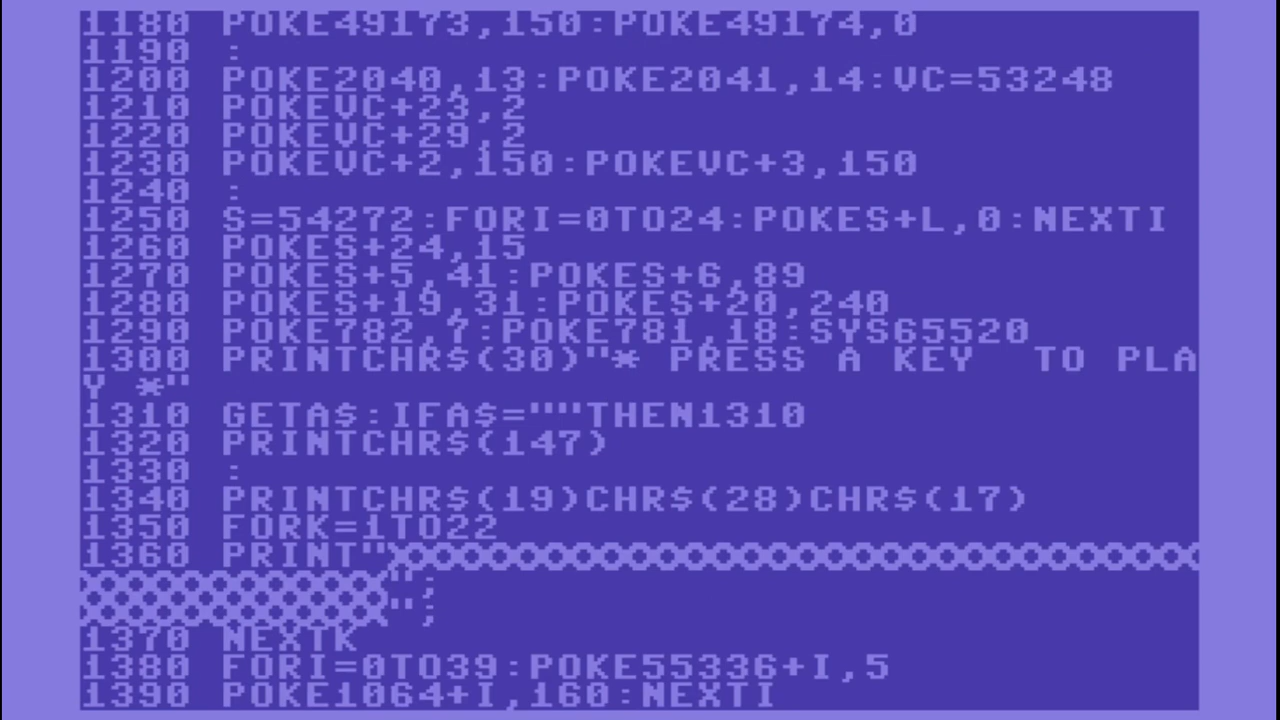 1180 POKE49173,150:POKE49174,0
1190 :
1200 POKE2040,13:POKE2041,14:VC=53248
1210 POKEVC+23,2
1220 POKEVC+29,2
1230 POKEVC+2,150:POKEVC+3,150
1240 :
1250 S=54272:FORI=0TO24:POKES+L,0:NEXTI
1260 POKES+24,15
1270 POKES+5,41:POKES+6,89
1280 POKES+19,31:POKES+20,240
1290 POKE782,7:POKE781,18:SYS65520
1300 PRINTCHR$(30)"* PRESS A KEY  TO PLA
Y *"
1310 GETA$:IFA$=""THEN1310
1320 PRINTCHR$(147)
1330 :
1340 PRINTCHR$(19)CHR$(28)CHR$(17)
1350 FORK=1TO22
1360 PRINT"
";
";
1370 NEXTK
1380 FORI=0TO39:POKE55336+I,5
1390 POKE1064+I,160:NEXTI